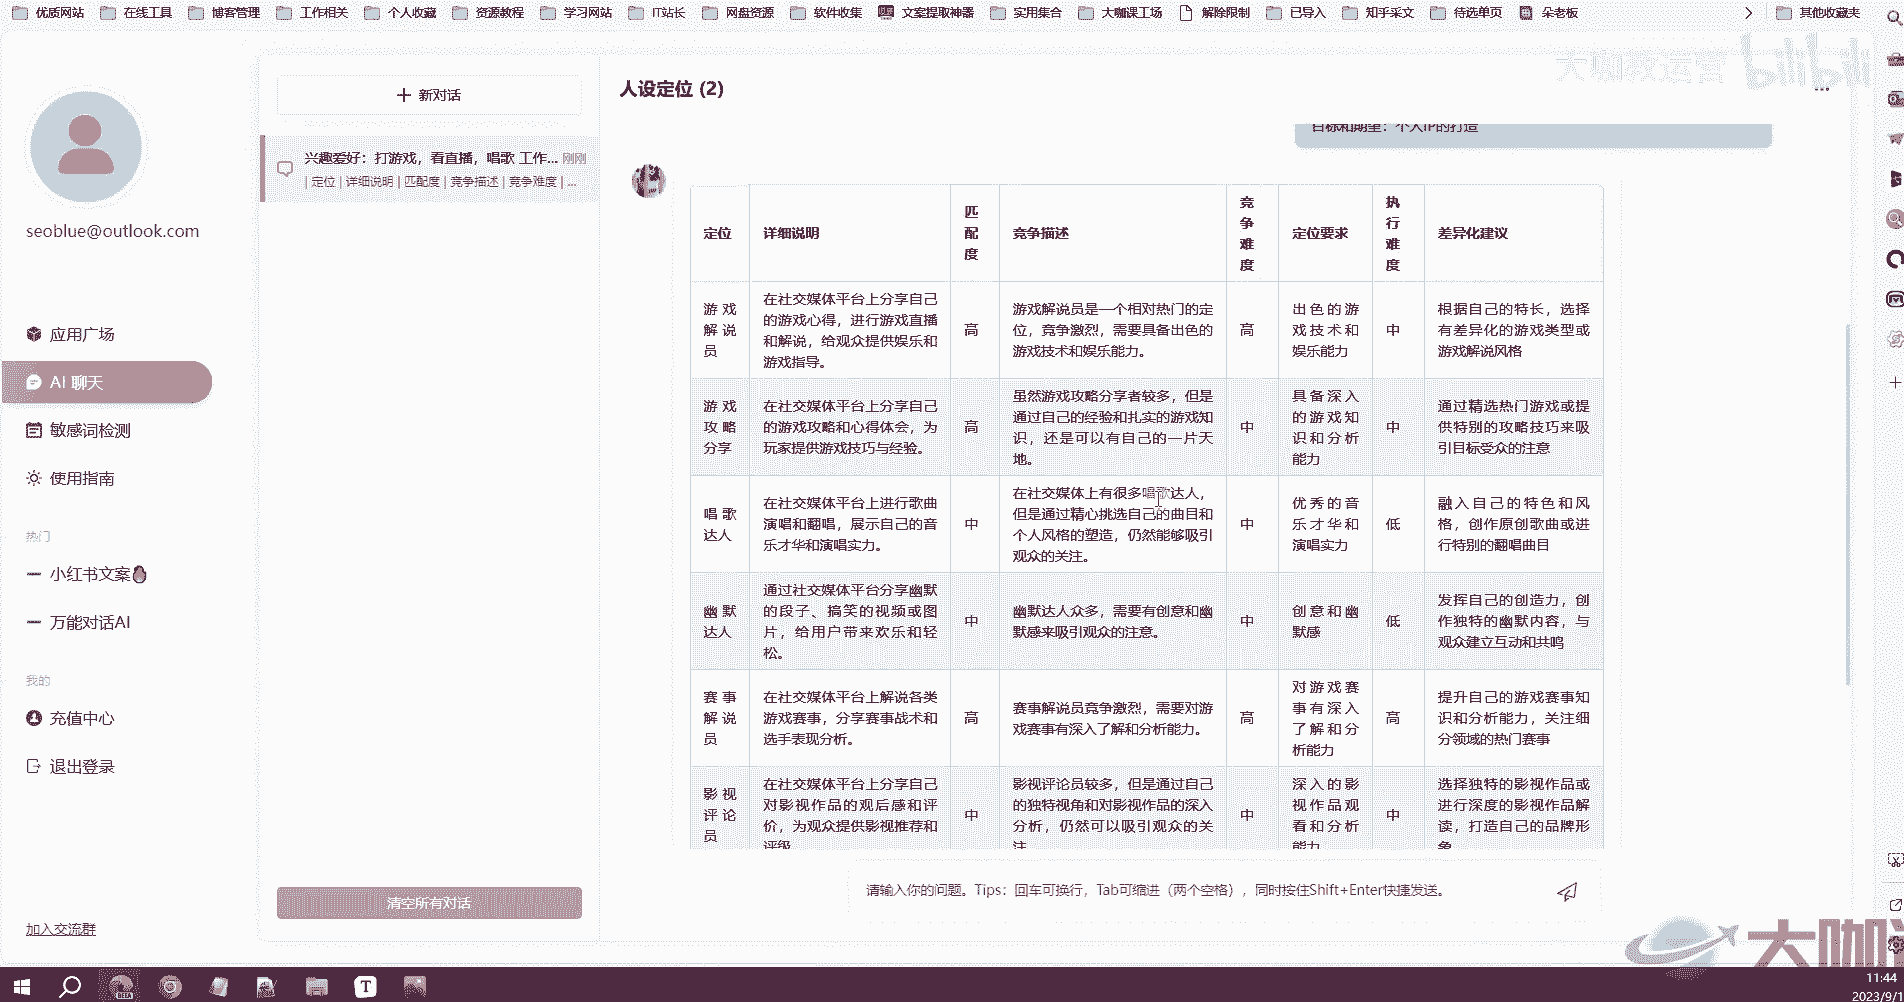 优质网站 在线工具 博客管理 工作相关 个人收藏 资源教程 学习网站 IT站长 网盘资源 软件收集 文案提取神器 实用集合 大咖课工场 解除限制 已导入 知乎采文 待选单页 朵老板 其他收藏夹
大咖教运营 bilibili
seoblue@outlook.com
应用广场
AI 聊天
敏感词检测
使用指南
热门
小红书文案
万能对话AI
我的
充值中心
退出登录
加入交流群
+ 新对话
兴趣爱好：打游戏，看直播，唱歌 工作... 刚刚
| 定位 | 详细说明 | 匹配度 | 竞争描述 | 竞争难度 | ...
清空所有对话
人设定位 (2)
目标和期望：个人IP的打造
定位
详细说明
匹
配
度
竞争描述
竞
争
难
度
定位要求
执
行
难
度
差异化建议
游戏
解说
员
在社交媒体平台上分享自己
的游戏心得，进行游戏直播
和解说，给观众提供娱乐和
游戏指导。
高
游戏解说员是一个相对热门的定
位，竞争激烈，需要具备出色的
游戏技术和娱乐能力。
高
出色的游
戏技术和
娱乐能力
中
根据自己的特长，选择
有差异化的游戏类型或
游戏解说风格
游戏
攻略
分享
在社交媒体平台上分享自己
的游戏攻略和心得体会，为
玩家提供游戏技巧与经验。
高
虽然游戏攻略分享者较多，但是
通过自己的经验和扎实的游戏知
识，还是可以有自己的一片天
地。
中
具备深入
的游戏知
识和分析
能力
中
通过精选热门游戏或提
供特别的攻略技巧来吸
引目标受众的注意
唱歌
达人
在社交媒体平台上进行歌曲
演唱和翻唱，展示自己的音
乐才华和演唱实力。
中
在社交媒体上有很多唱歌达人，
但是通过精心挑选自己的曲目和
个人风格的塑造，仍然能够吸引
观众的关注。
中
优秀的音
乐才华和
演唱实力
低
融入自己的特色和风
格，创作原创歌曲或进
行特别的翻唱曲目
幽默
达人
通过社交媒体平台分享幽默
的段子、搞笑的视频或图
片，给用户带来欢乐和轻
松。
中
幽默达人众多，需要有创意和幽
默感来吸引观众的注意。
中
创意和幽
默感
低
发挥自己的创造力，创
作独特的幽默内容，与
观众建立互动和共鸣
赛事
解说
员
在社交媒体平台上解说各类
游戏赛事，分享赛事战术和
选手表现分析。
高
赛事解说员竞争激烈，需要对游
戏赛事有深入了解和分析能力。
高
对游戏赛
事有深入
了解和分
析能力
高
提升自己的游戏赛事知
识和分析能力，关注细
分领域的热门赛事
影视
评论
员
在社交媒体平台上分享自己
对影视作品的观后感和评
价，为观众提供影视推荐和
评级
中
影视评论员较多，但是通过自己
的独特视角和对影视作品的深入
分析，仍然可以吸引观众的关
注
中
深入的影
视作品观
看和分析
能力
中
选择独特的影视作品或
进行深度的影视作品解
读，打造自己的品牌形
象
请输入你的问题。Tips：回车可换行，Tab可缩进（两个空格），同时按住Shift+Enter快捷发送。
大咖
BETA
T
11:44
2023/9/1